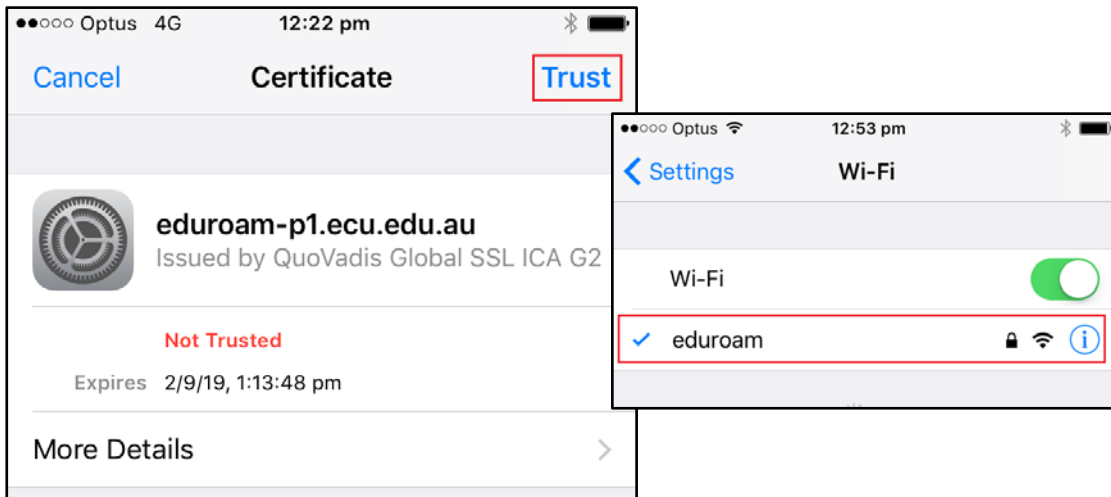 Optus 4G 12:22 pm
Cancel Certificate Trust
eduroam-p1.ecu.edu.au
Issued by QuoVadis Global SSL ICA G2
Not Trusted
Expires 2/9/19, 1:13:48 pm
More Details
Optus 12:53 pm
Settings Wi-Fi
Wi-Fi
eduroam